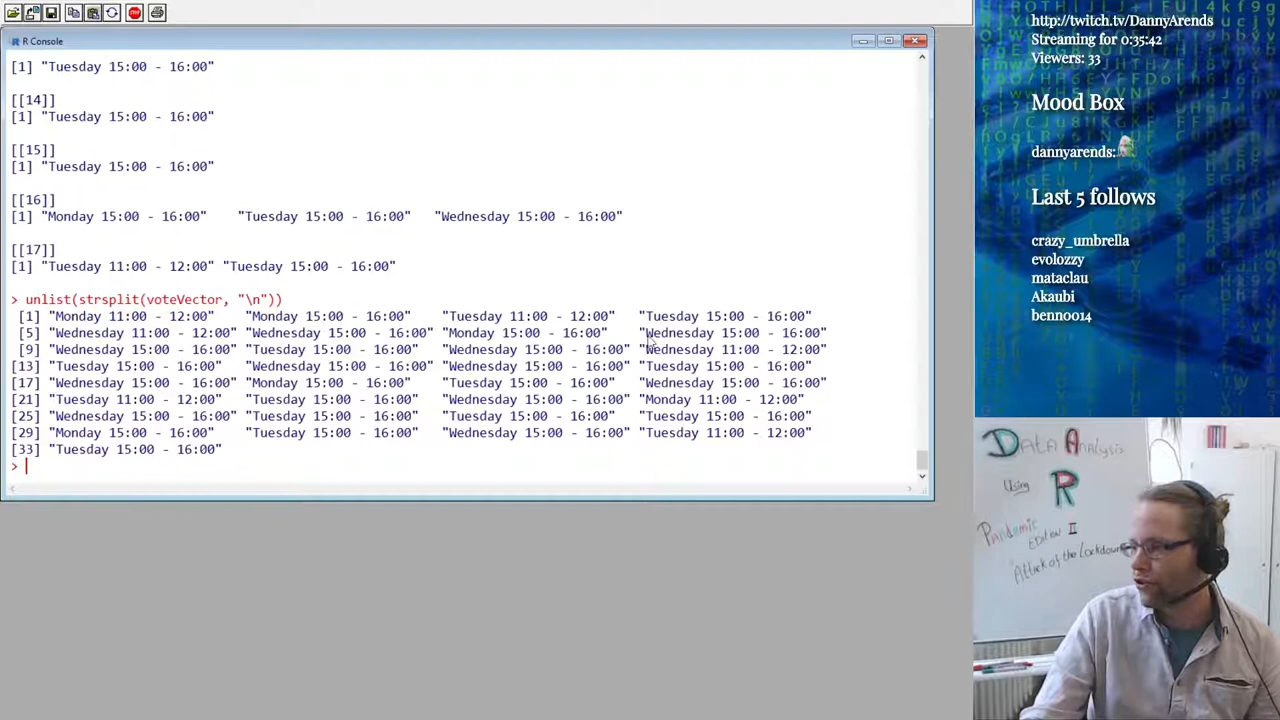 R Console
[1] "Tuesday 15:00 - 16:00"
[[14]]
[1] "Tuesday 15:00 - 16:00"
[[15]]
[1] "Tuesday 15:00 - 16:00"
[[16]]
[1] "Monday 15:00 - 16:00" "Tuesday 15:00 - 16:00" "Wednesday 15:00 - 16:00"
[[17]]
[1] "Tuesday 11:00 - 12:00" "Tuesday 15:00 - 16:00"
> unlist(strsplit(voteVector, "\n"))
[1] "Monday 11:00 - 12:00" "Monday 15:00 - 16:00" "Tuesday 11:00 - 12:00" "Tuesday 15:00 - 16:00"
[5] "Wednesday 11:00 - 12:00" "Wednesday 15:00 - 16:00" "Monday 15:00 - 16:00" "Wednesday 15:00 - 16:00"
[9] "Wednesday 15:00 - 16:00" "Tuesday 15:00 - 16:00" "Wednesday 15:00 - 16:00" "Wednesday 11:00 - 12:00"
[13] "Tuesday 15:00 - 16:00" "Wednesday 15:00 - 16:00" "Wednesday 15:00 - 16:00" "Tuesday 15:00 - 16:00"
[17] "Wednesday 15:00 - 16:00" "Monday 15:00 - 16:00" "Tuesday 15:00 - 16:00" "Wednesday 15:00 - 16:00"
[21] "Tuesday 11:00 - 12:00" "Tuesday 15:00 - 16:00" "Wednesday 15:00 - 16:00" "Monday 11:00 - 12:00"
[25] "Wednesday 15:00 - 16:00" "Tuesday 15:00 - 16:00" "Tuesday 15:00 - 16:00" "Tuesday 15:00 - 16:00"
[29] "Monday 15:00 - 16:00" "Tuesday 15:00 - 16:00" "Wednesday 15:00 - 16:00" "Tuesday 11:00 - 12:00"
[33] "Tuesday 15:00 - 16:00"
>
http://twitch.tv/DannyArends
Streaming for 0:35:42
Viewers: 33
Mood Box
dannyarends:
Last 5 follows
crazy_umbrella
evolozzy
mataclau
Akaubi
benno014
Data Analysis
Using R
Pandemic
Edition II
Attack of the Lockdown